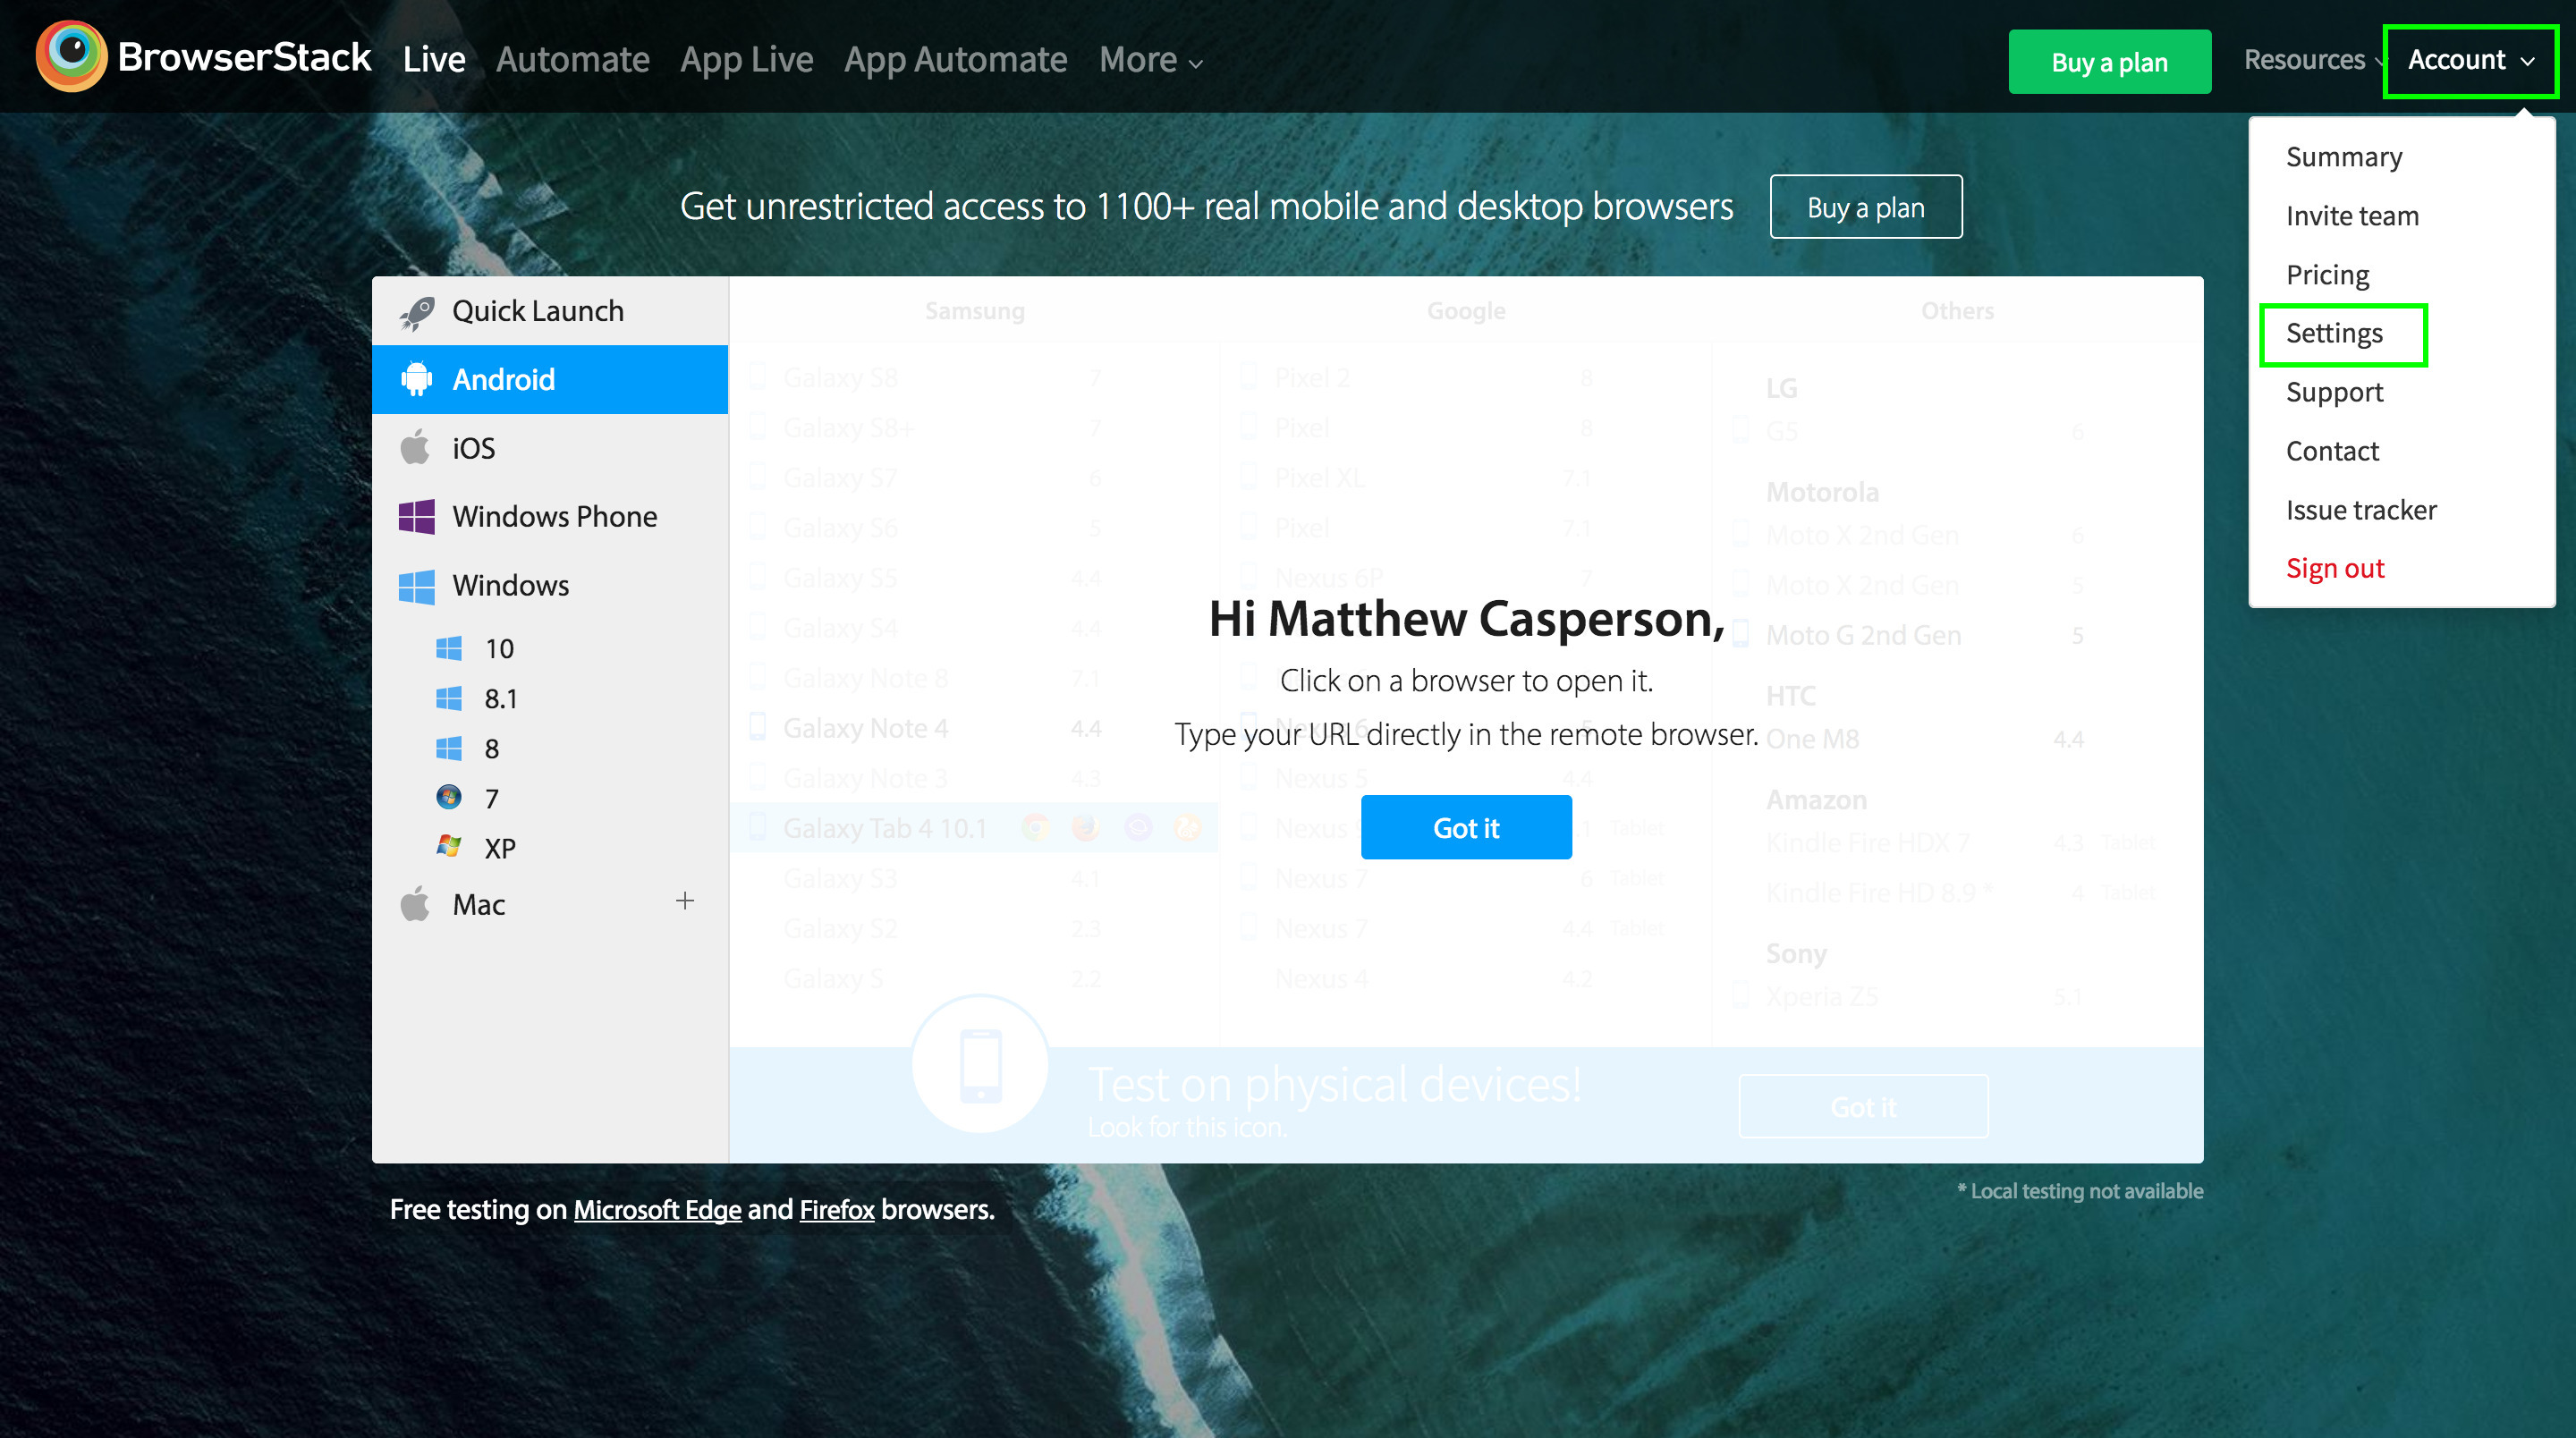 BrowserStack Live Automate App Live App Automate More Buy a plan Resources Account
Summary
Invite team
Pricing
Settings
Support
Contact
Issue tracker
Sign out
Get unrestricted access to 1100+ real mobile and desktop browsers Buy a plan
Quick Launch
Android
iOS
Windows Phone
Windows
10
8.1
8
7
XP
Mac +
Samsung
Galaxy S8 7
Galaxy S8+ 7
Galaxy S7 6
Galaxy S6 5
Galaxy S5 4.4
Galaxy S4 4.4
Galaxy Note 8 7.1
Galaxy Note 4 4.4
Galaxy Note 3 4.3
Galaxy Tab 4 10.1
Galaxy S3 4.1
Galaxy S2 2.3
Galaxy S 2.2
Google
Pixel 2 8
Pixel 8
Pixel XL 7.1
Pixel 7.1
Nexus 6P 7
Nexus 6 5
Nexus 5 4.4
Nexus Tablet
Nexus 7 6 Tablet
Nexus 7 4.4 Tablet
Nexus 4 4.2
Others
LG
G5 6
Motorola
Moto X 2nd Gen 6
Moto X 2nd Gen 5
Moto G 2nd Gen 5
HTC
One M8 4.4
Amazon
Kindle Fire HDX 7 4.3 Tablet
Kindle Fire HD 8.9 * 4 Tablet
Sony
Xperia Z5 5.1
Hi Matthew Casperson,
Click on a browser to open it.
Type your URL directly in the remote browser.
Got it
Test on physical devices!
Look for this icon.
Got it
Free testing on Microsoft Edge and Firefox browsers.
* Local testing not available